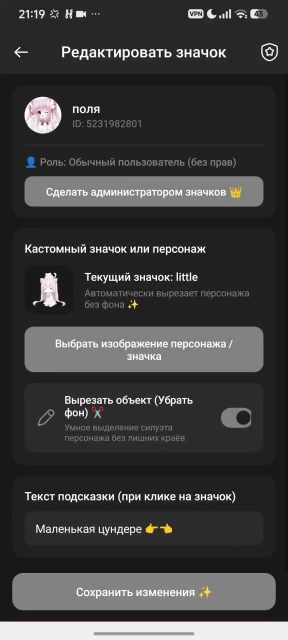 21:19
VPN
43
Редактировать значок
поля
ID: 5231982801
👤 Роль: Обычный пользователь (без прав)
Сделать администратором значков 👑
Кастомный значок или персонаж
Текущий значок: little
Автоматически вырезает персонажа
без фона ✨
Выбрать изображение персонажа /
значка
Вырезать объект (Убрать
фон) ✂️
Умное выделение силуэта
персонажа без лишних краёв
Текст подсказки (при клике на значок)
Маленькая цундере 👉👈
Сохранить изменения ✨